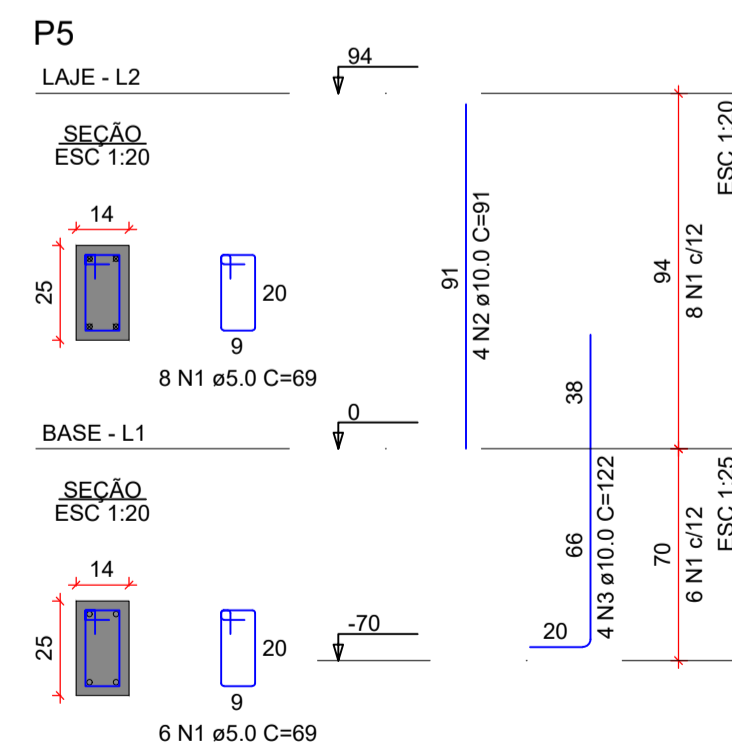 P5
LAJE - L2
94
SEÇÃO
ESC 1:20
14
25
20
9
8 N1 ø5.0 C=69
91
4 N2 ø10.0 C=91
94
8 N1 c/12
ESC 1:20
BASE - L1
0
SEÇÃO
ESC 1:20
14
25
20
9
6 N1 ø5.0 C=69
-70
38
66
20
4 N3 ø10.0 C=122
70
6 N1 c/12
ESC 1:25